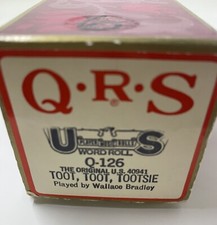 Q·R·S
U S
WORD ROLL
Q-126
THE ORIGINAL U.S. 40941
TOOT, TOOT, TOOTSIE
Played by Wallace Bradley